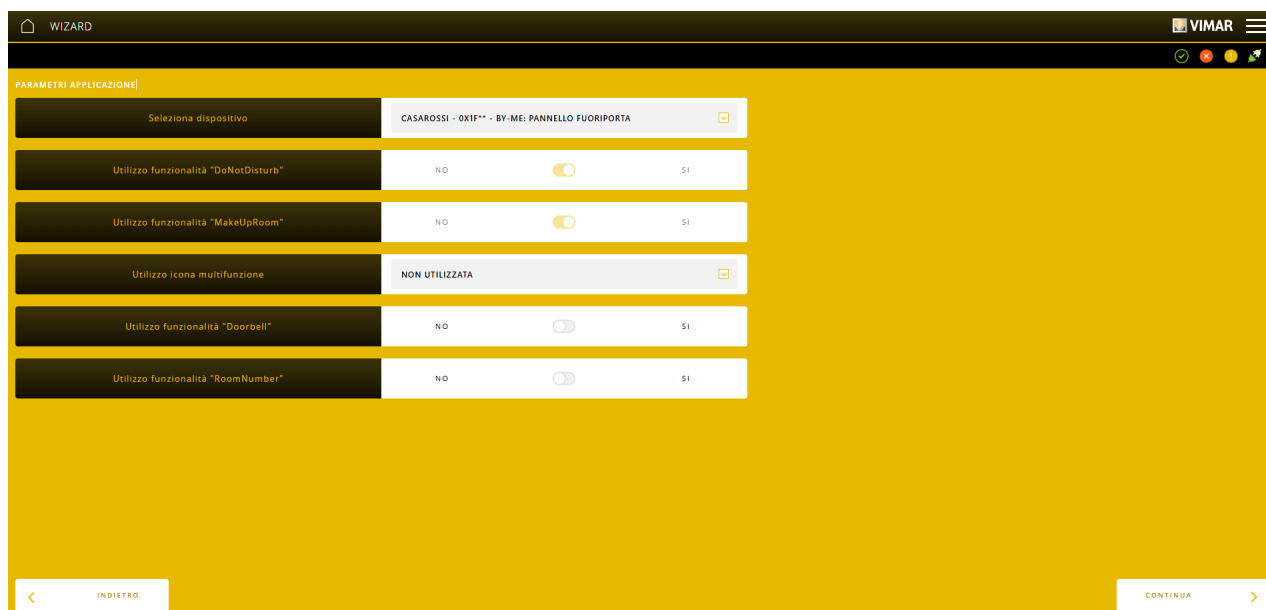 WIZARD
VIMAR
PARAMETRI APPLICAZIONE
Seleziona dispositivo
CASAROSSI - 0X1F** - BY-ME: PANNELLO FUORIPORTA
Utilizzo funzionalità "DoNotDisturb"
NO
SI
Utilizzo funzionalità "MakeUpRoom"
NO
SI
Utilizzo icona multifunzione
NON UTILIZZATA
Utilizzo funzionalità "Doorbell"
NO
SI
Utilizzo funzionalità "RoomNumber"
NO
SI
INDIETRO
CONTINUA